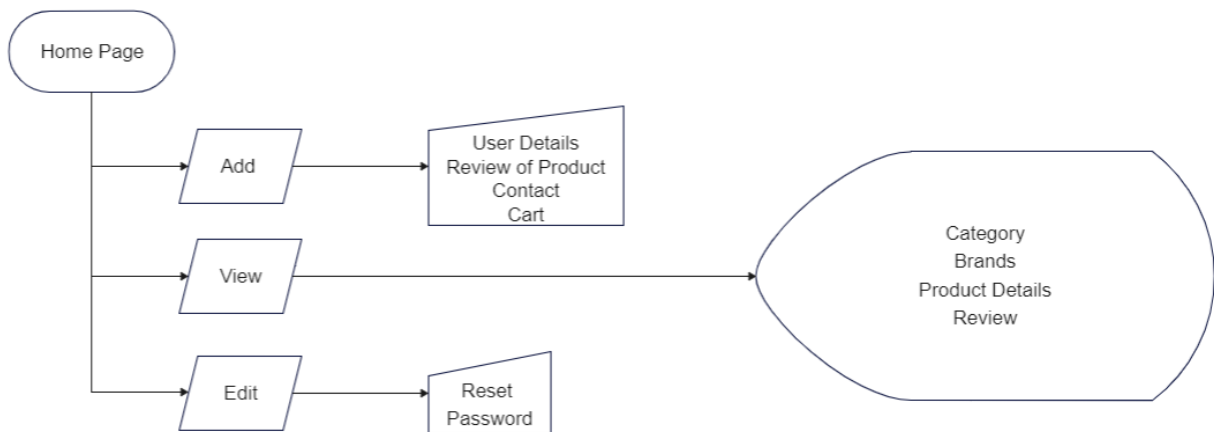 Home Page
Add
User Details
Review of Product
Contact
Cart
View
Category
Brands
Product Details
Review
Edit
Reset
Password